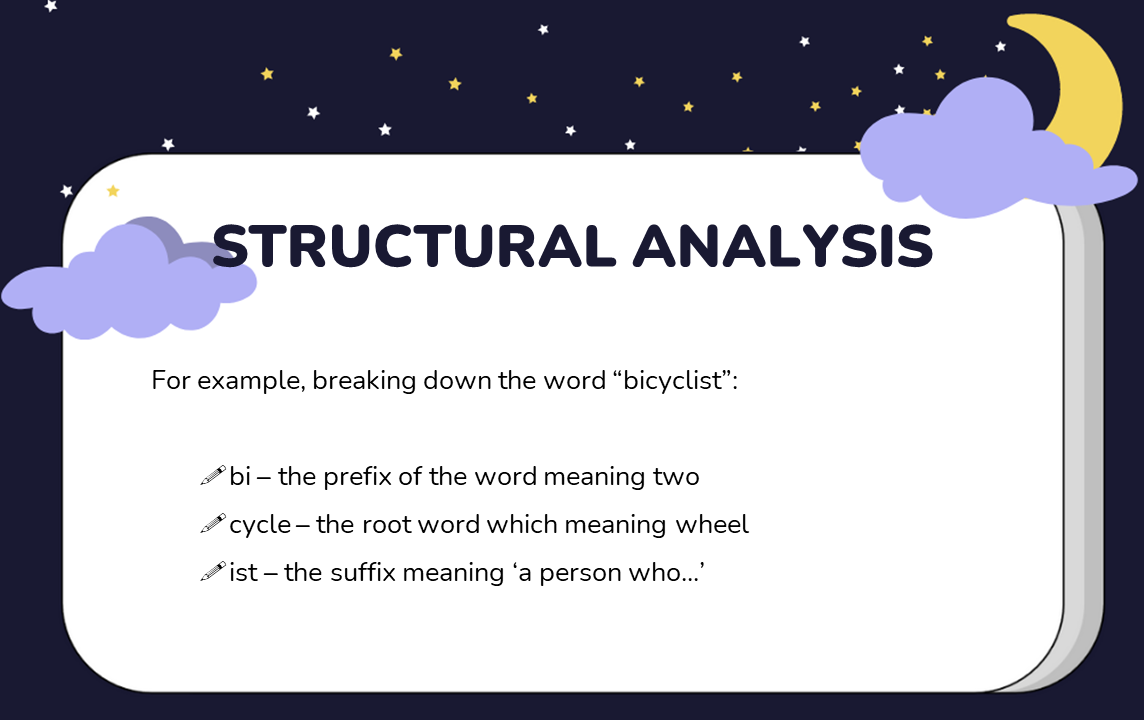 STRUCTURAL ANALYSIS
For example, breaking down the word “bicyclist”:
bi – the prefix of the word meaning two
cycle – the root word which meaning wheel
ist – the suffix meaning ‘a person who…’